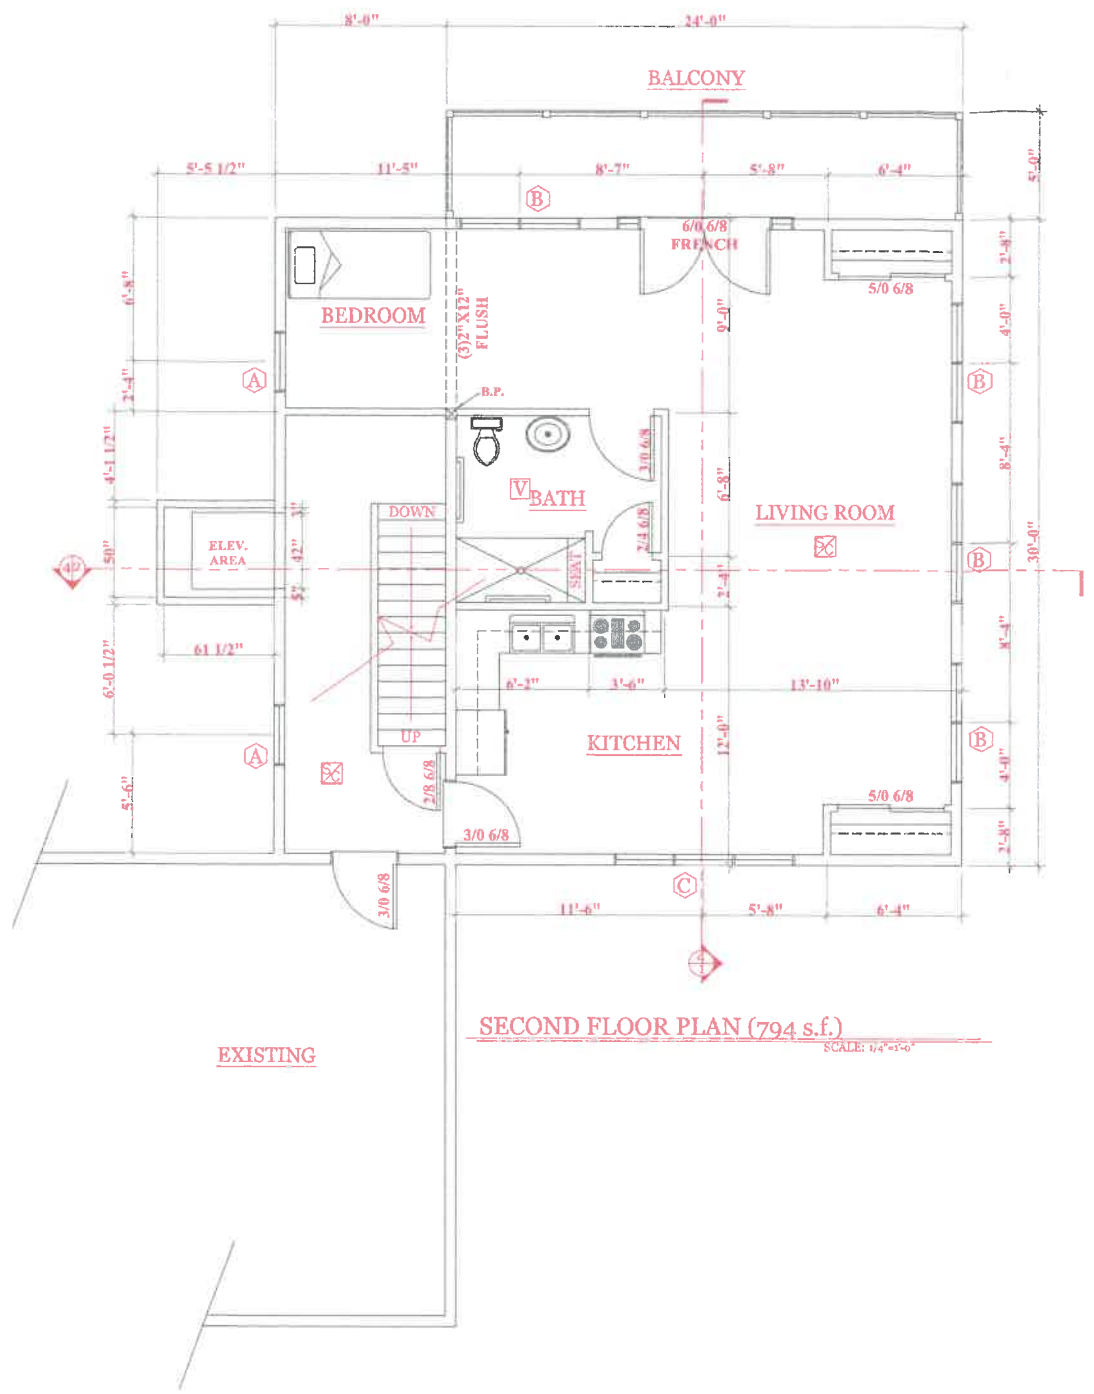 8'-0"
24'-0"
BALCONY
5'-5 1/2"
11'-5"
8'-7"
5'-8"
6'-4"
5'-0"
B
6/0 6/8
FRENCH
2'-8"
5/0 6/8
6'-8"
BEDROOM
(3)2"X12"
FLUSH
9'-0"
4'-0"
A
2'-4"
B.P.
B
4'-1 1/2"
3/0 6/8
6'-8"
8'-4"
V
BATH
DOWN
LIVING ROOM
S/C
3"
50"
ELEV.
AREA
42"
5"
2/4 6/8
SEAT
2'-4"
B
30'-0"
61 1/2"
6'-0 1/2"
8'-4"
6'-2"
3'-6"
13'-10"
UP
KITCHEN
12'-0"
B
A
S/C
2/8 6/8
4'-0"
5'-6"
5/0 6/8
3/0 6/8
2'-8"
C
3/0 6/8
11'-6"
5'-8"
6'-4"
SECOND FLOOR PLAN (794 s.f.)
SCALE: 1/4"=1'-0"
EXISTING